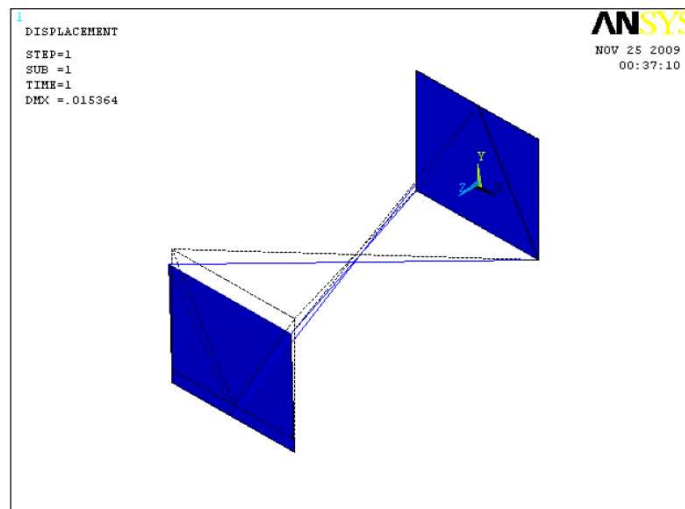 1
DISPLACEMENT
STEP=1
SUB =1
TIME=1
DMX =.015364
ANSYS
NOV 25 2009
00:37:10
Y
Z